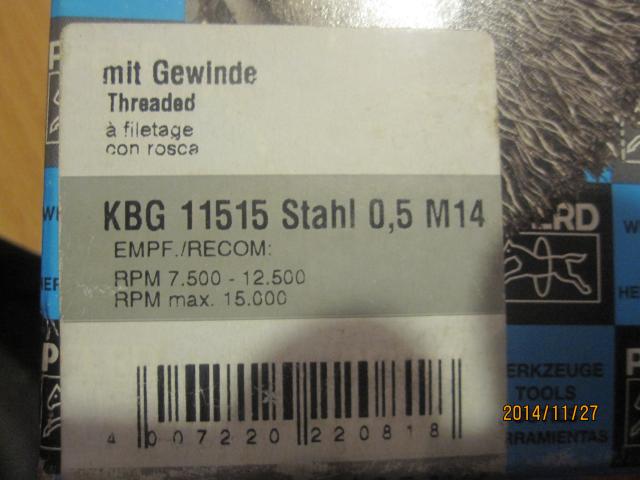 mit Gewinde
Threaded
à filetage
con rosca
KBG 11515 Stahl 0,5 M14
EMPF./RECOM:
RPM 7.500 - 12.500
RPM max. 15.000
4 007220 220818
ERKZEUGE
TOOLS
RRAMIENTAS
2014/11/27